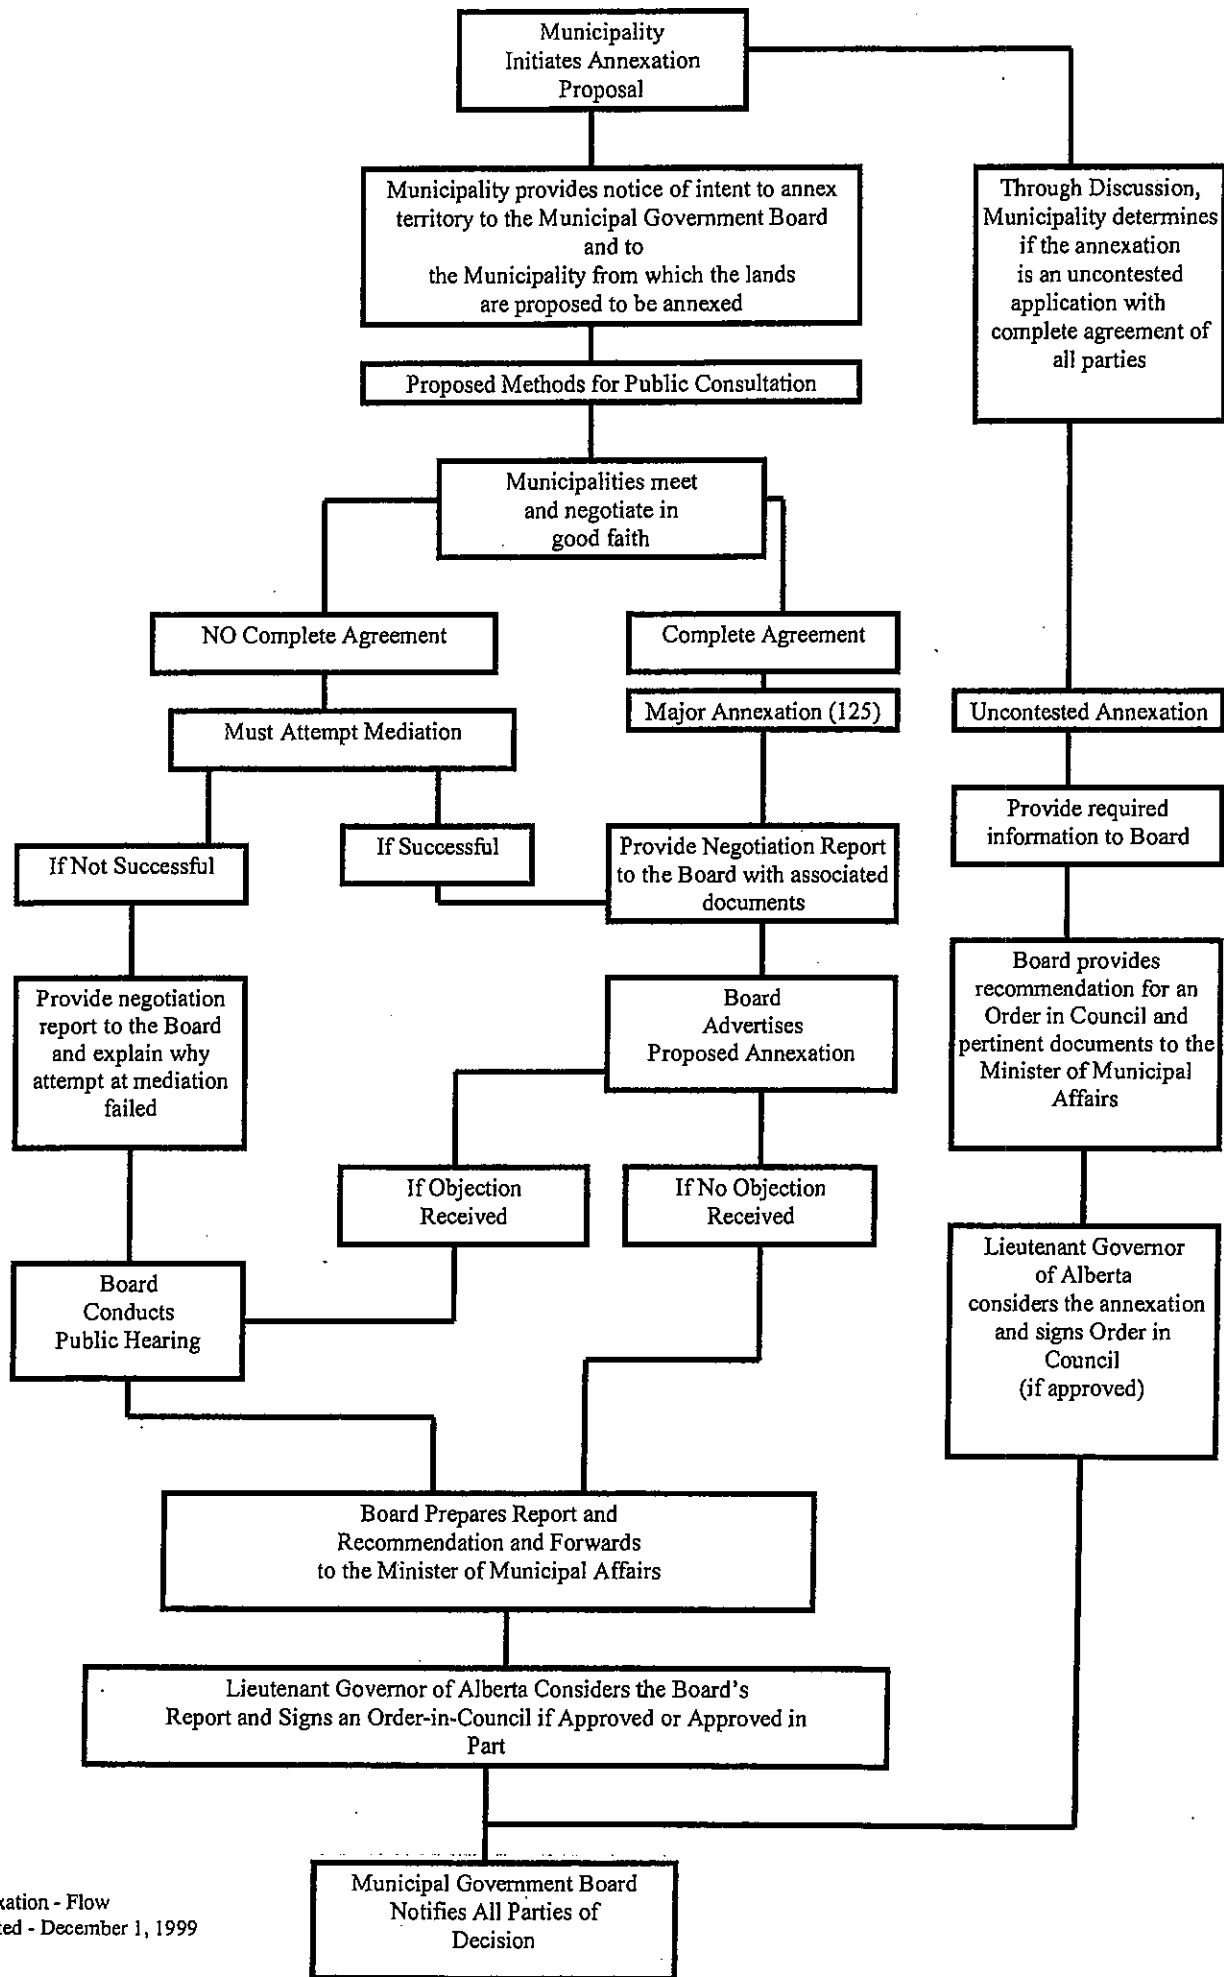 Municipality
Initiates Annexation
Proposal
Municipality provides notice of intent to annex
territory to the Municipal Government Board
and to
the Municipality from which the lands
are proposed to be annexed
Through Discussion,
Municipality determines
if the annexation
is an uncontested
application with
complete agreement of
all parties
Proposed Methods for Public Consultation
Municipalities meet
and negotiate in
good faith
NO Complete Agreement
Complete Agreement
Must Attempt Mediation
Major Annexation (125)
Uncontested Annexation
If Not Successful
If Successful
Provide Negotiation Report
to the Board with associated
documents
Provide required
information to Board
Provide negotiation
report to the Board
and explain why
attempt at mediation
failed
Board
Advertises
Proposed Annexation
Board provides
recommendation for an
Order in Council and
pertinent documents to the
Minister of Municipal
Affairs
If Objection
Received
If No Objection
Received
Board
Conducts
Public Hearing
Lieutenant Governor
of Alberta
considers the annexation
and signs Order in
Council
(if approved)
Board Prepares Report and
Recommendation and Forwards
to the Minister of Municipal Affairs
Lieutenant Governor of Alberta Considers the Board's
Report and Signs an Order-in-Council if Approved or Approved in
Part
Municipal Government Board
Notifies All Parties of
Decision
xation - Flow
ted - December 1, 1999